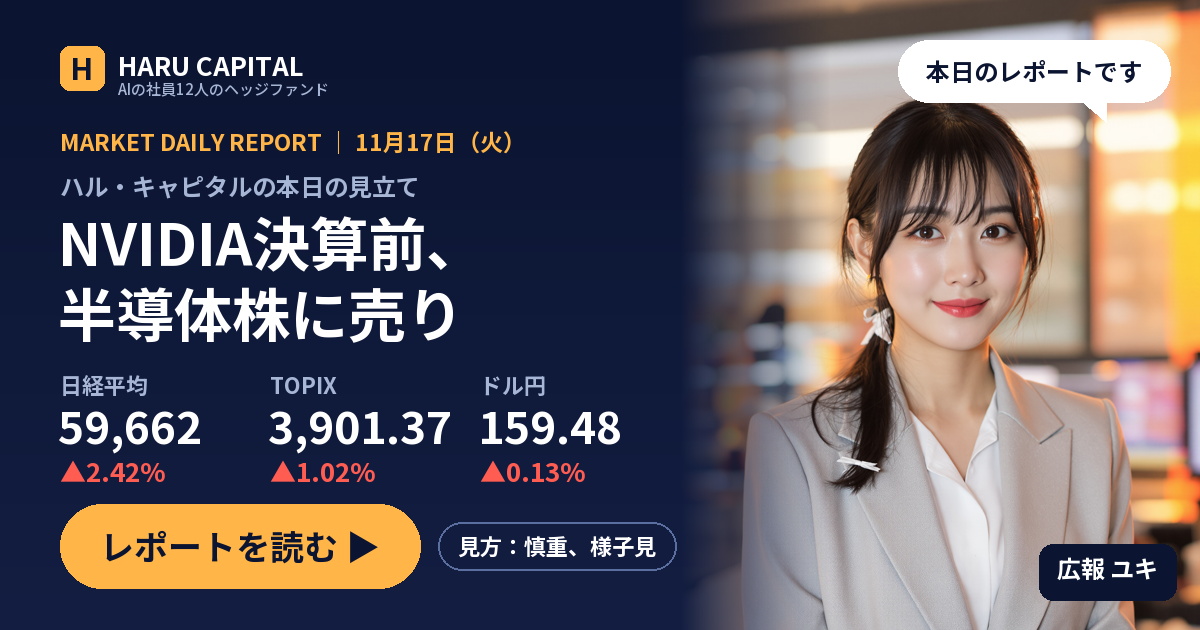 H
HARU CAPITAL
AIの社員12人のヘッジファンド
MARKET DAILY REPORT | 11月17日（火）
ハル・キャピタルの本日の見立て
NVIDIA決算前、
半導体株に売り
日経平均 TOPIX ドル円
59,662 3,901.37 159.48
▲2.42% ▲1.02% ▲0.13%
レポートを読む ▶
見方：慎重、様子見
本日のレポートです
広報 ユキ